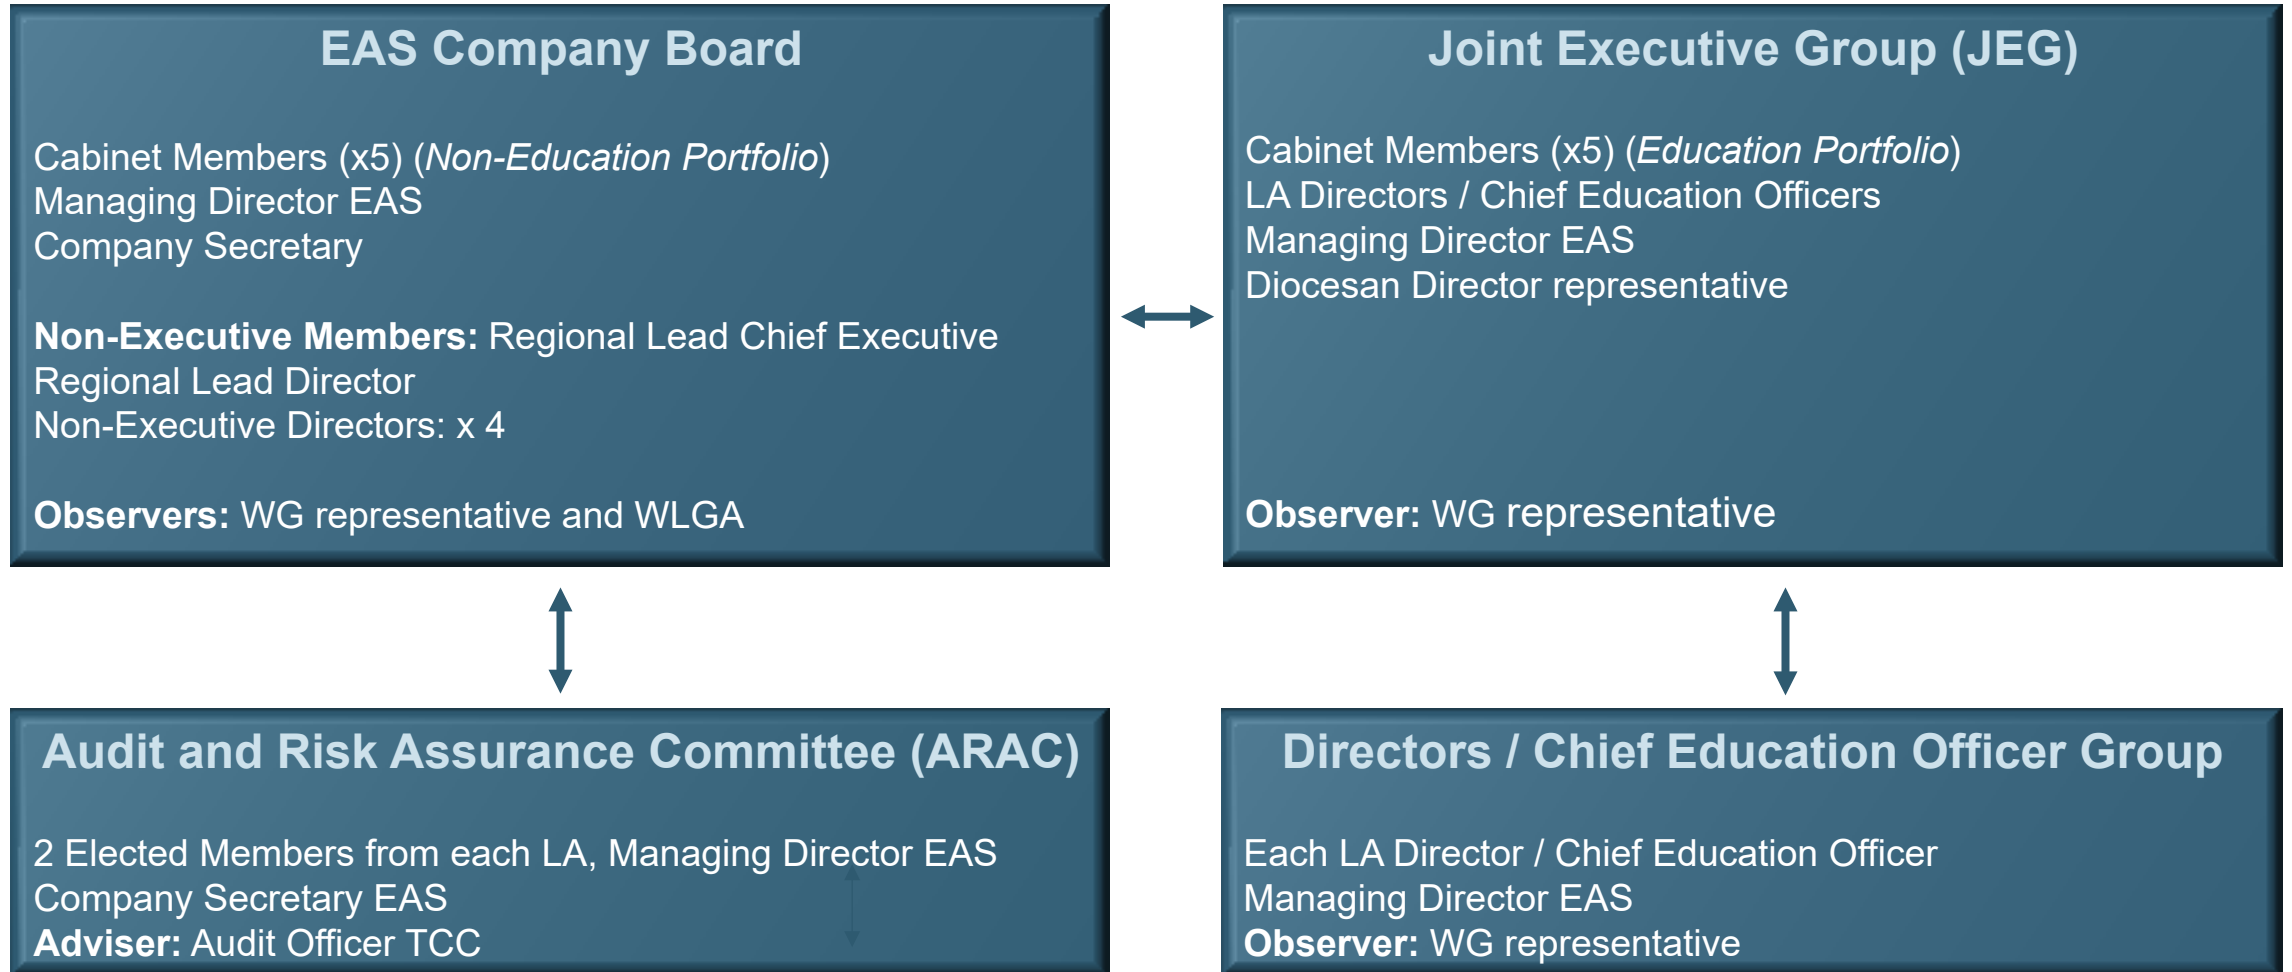 EAS Company Board
Cabinet Members (x5) (Non-Education Portfolio)
Managing Director EAS
Company Secretary
Non-Executive Members: Regional Lead Chief Executive
Regional Lead Director
Non-Executive Directors: x 4
Observers: WG representative and WLGA
Joint Executive Group (JEG)
Cabinet Members (x5) (Education Portfolio)
LA Directors / Chief Education Officers
Managing Director EAS
Diocesan Director representative
Observer: WG representative
Audit and Risk Assurance Committee (ARAC)
2 Elected Members from each LA, Managing Director EAS
Company Secretary EAS
Adviser: Audit Officer TCC
Directors / Chief Education Officer Group
Each LA Director / Chief Education Officer
Managing Director EAS
Observer: WG representative